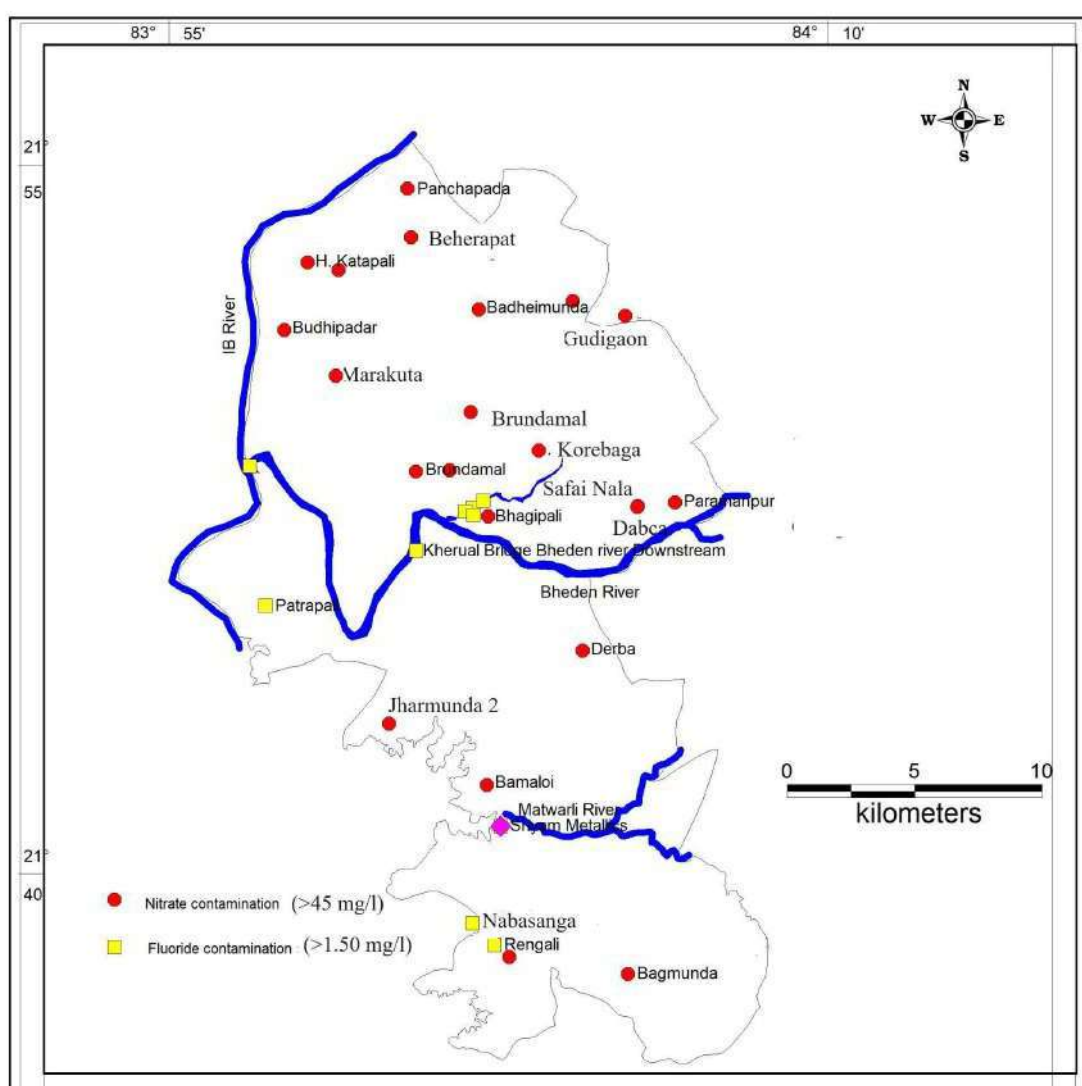 83° 55'
84° 10'
N
W E
S
21°
55
Panchapada
Beherapat
H. Katapali
IB River
Badheimunda
Budhipadar
Gudigaon
Marakuta
Brundamal
. Korebaga
Brundamal
Safai Nala
Paramanpur
Bhagipali
Dabca
Kherual Bridge Bheden river Downstream
Bheden River
Patrapali
Derba
Jharmunda 2
0 5 10
kilometers
Bamaloi
Matwarli River
Shyam Metallics
21°
40
Nitrate contamination (>45 mg/l)
Nabasanga
Fluoride contamination (>1.50 mg/l)
Rengali
Bagmunda